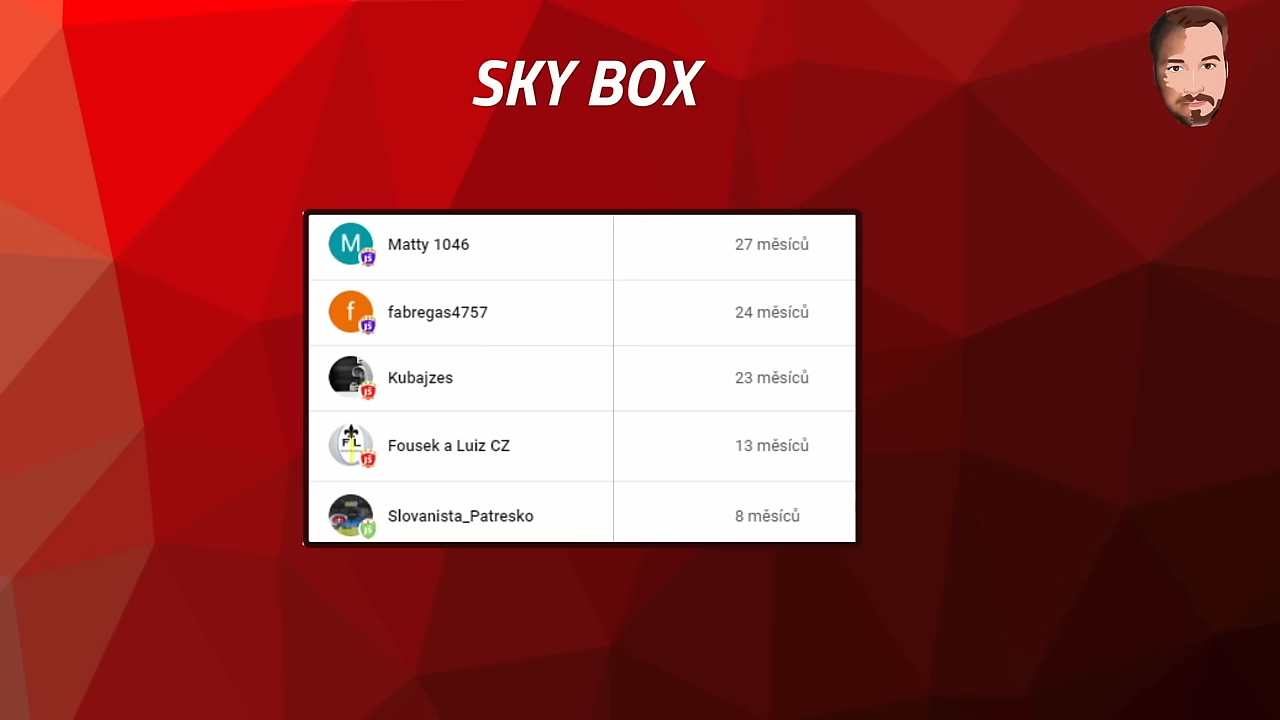 SKY BOX
M Matty 1046 27 měsíců
f fabregas4757 24 měsíců
Kubajzes 23 měsíců
FL Fousek a Luiz CZ 13 měsíců
Slovanista_Patresko 8 měsíců